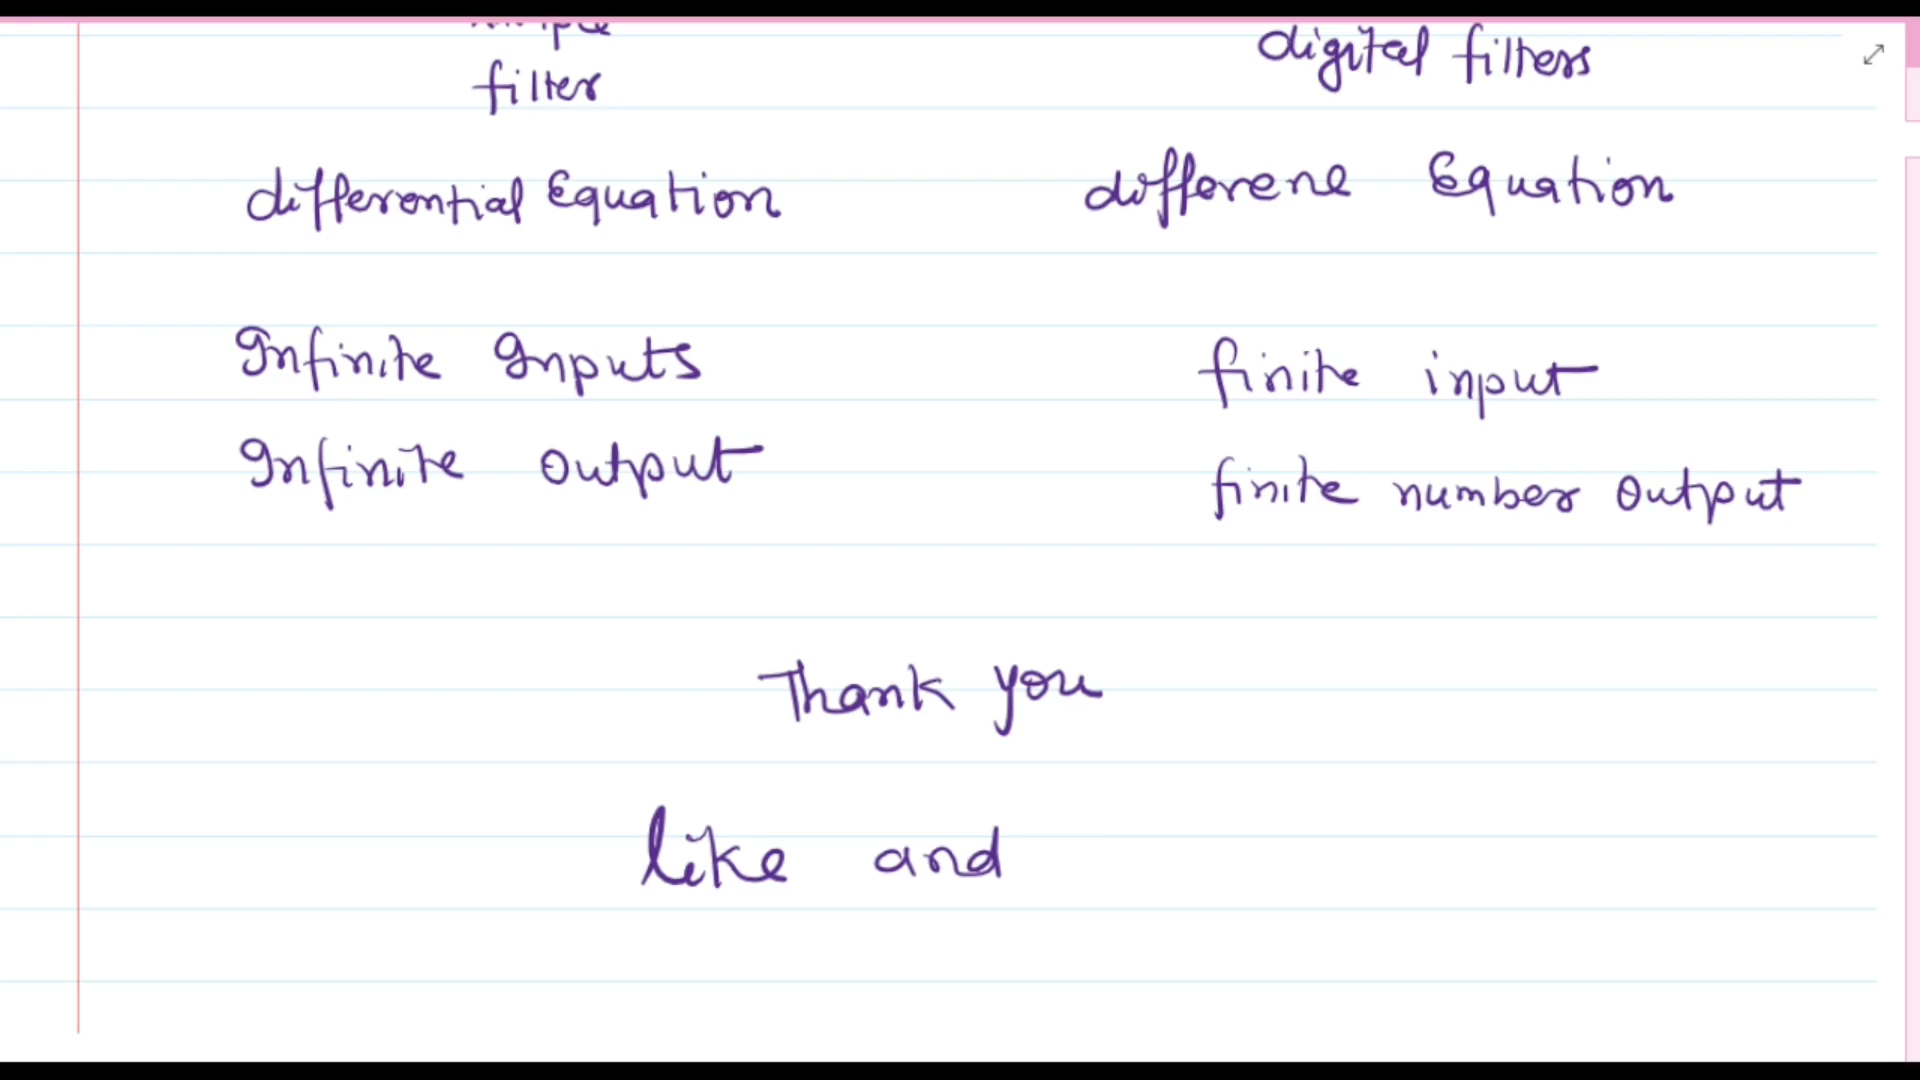 filter
digital filters
differential Equation
differene Equation
Infinite Inputs
finite input
Infinite output
finite number output
Thank you
like and